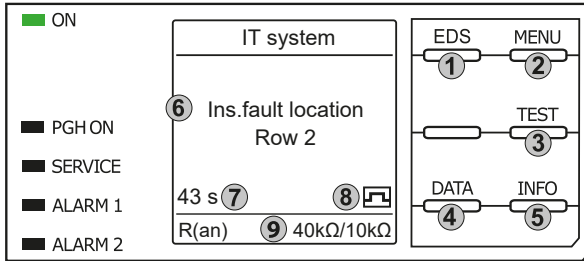 ON
PGH ON
SERVICE
ALARM 1
ALARM 2
IT system
6
Ins.fault location
Row 2
43 s 7 8
R(an) 9 40kΩ/10kΩ
EDS MENU
1 2
TEST
3
DATA INFO
4 5